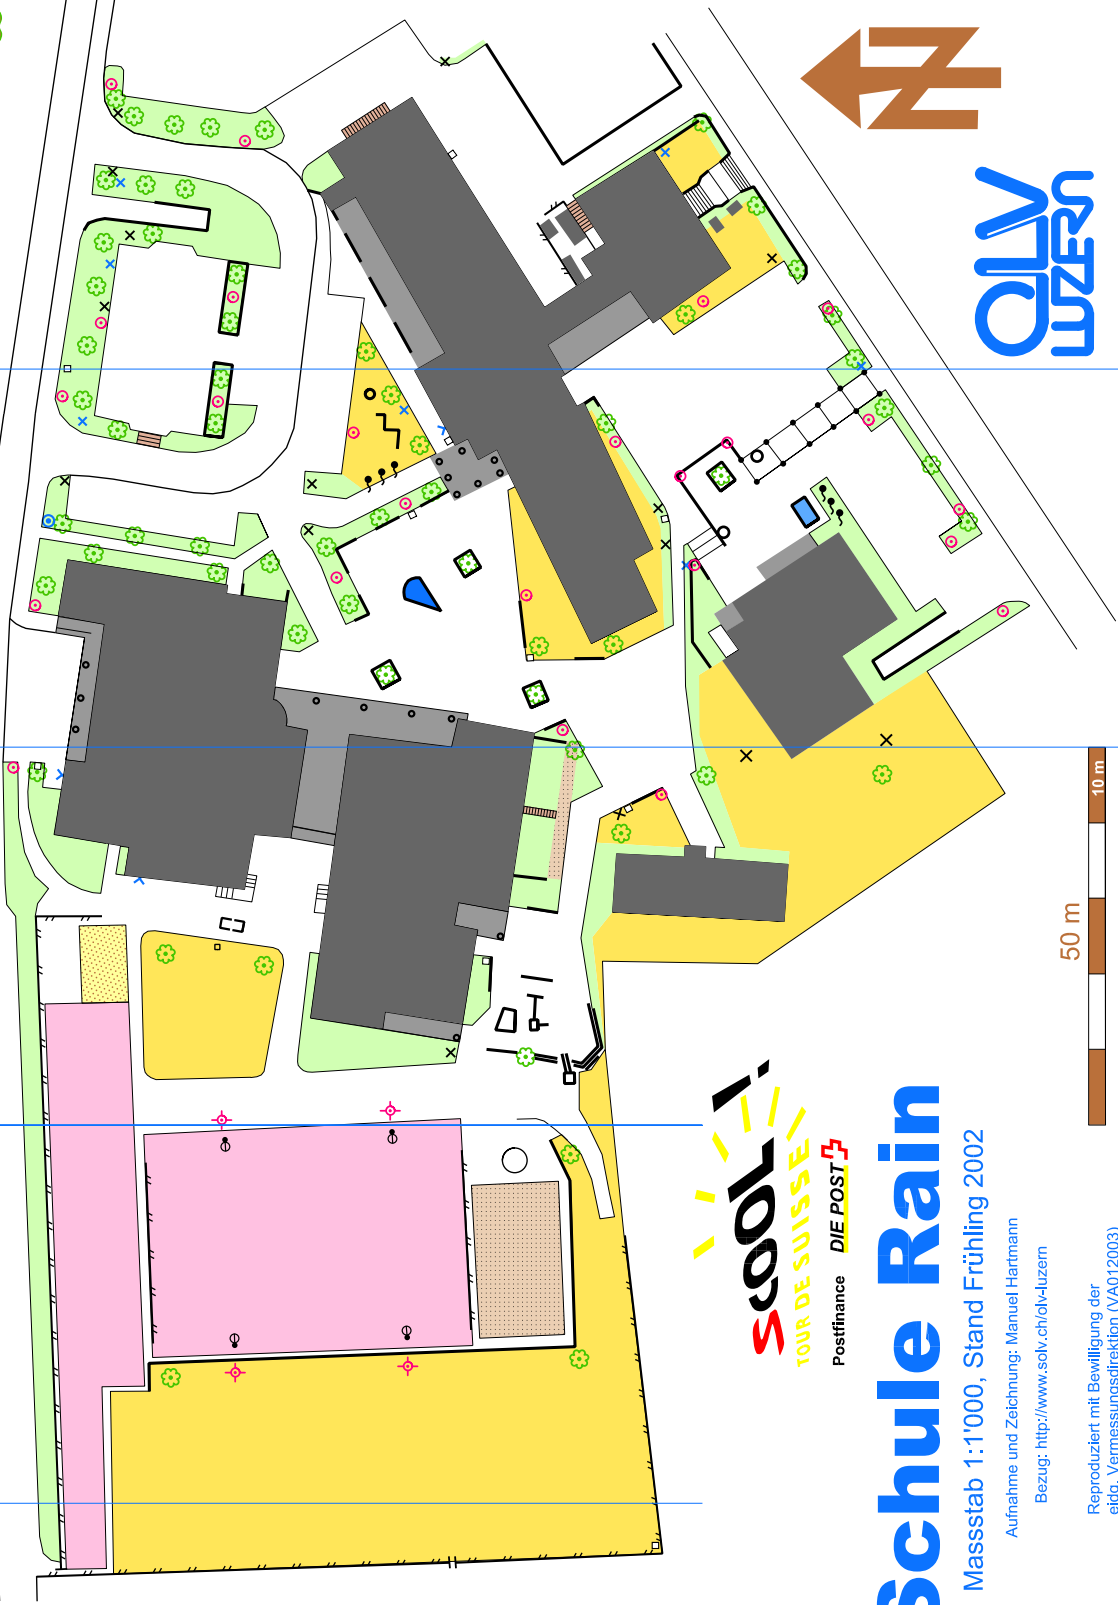 N
OLV
LUZERN
10 m
50 m
sCOOL!
TOUR DE SUISSE
Postfinance DIE POST
Schule Rain
Massstab 1:1'000, Stand Frühling 2002
Aufnahme und Zeichnung: Manuel Hartmann
Bezug: http://www.solv.ch/olv-luzern
Reproduziert mit Bewilligung der
eidg. Vermessungsdirektion (VA012003)